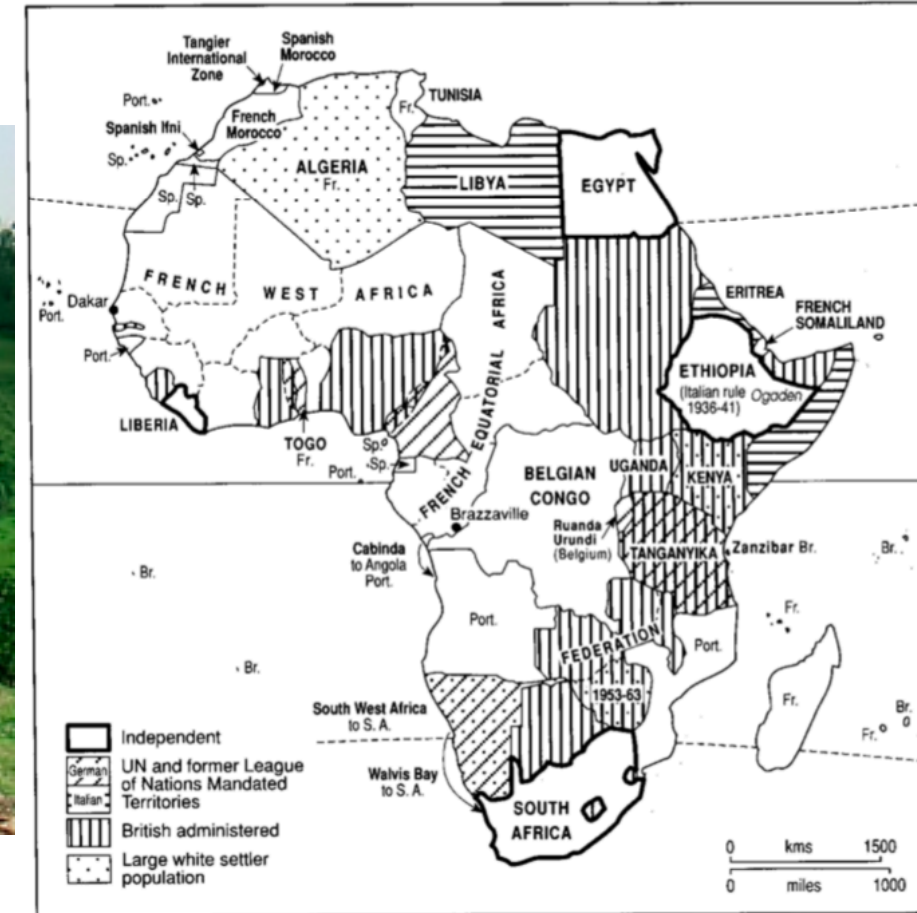 Tangier
International
Zone
Spanish
Morocco
Port.
Fr.
TUNISIA
French
Morocco
Spanish Ifni
Sp.
ALGERIA
Fr.
LIBYA
EGYPT
Sp.
Sp.
FRENCH WEST AFRICA
Dakar
Port.
Port.
LIBERIA
TOGO
Fr.
Sp.
Sp.
Port.
FRENCH EQUATORIAL AFRICA
ERITREA
FRENCH
SOMALILAND
ETHIOPIA
(Italian rule
1936-41)
Ogaden
BELGIAN
CONGO
UGANDA
KENYA
Brazzaville
Ruanda
Urundi
(Belgium)
TANGANYIKA
Zanzibar Br.
Br.
Cabinda
to Angola
Port.
Br.
Port.
FEDERATION
1953-63
Port.
Fr.
Br.
Fr.
Br.
Fr.
South West Africa
to S. A.
Walvis Bay
to S. A.
SOUTH
AFRICA
Independent
German
Italian
UN and former League
of Nations Mandated
Territories
British administered
Large white settler
population
0 kms 1500
0 miles 1000